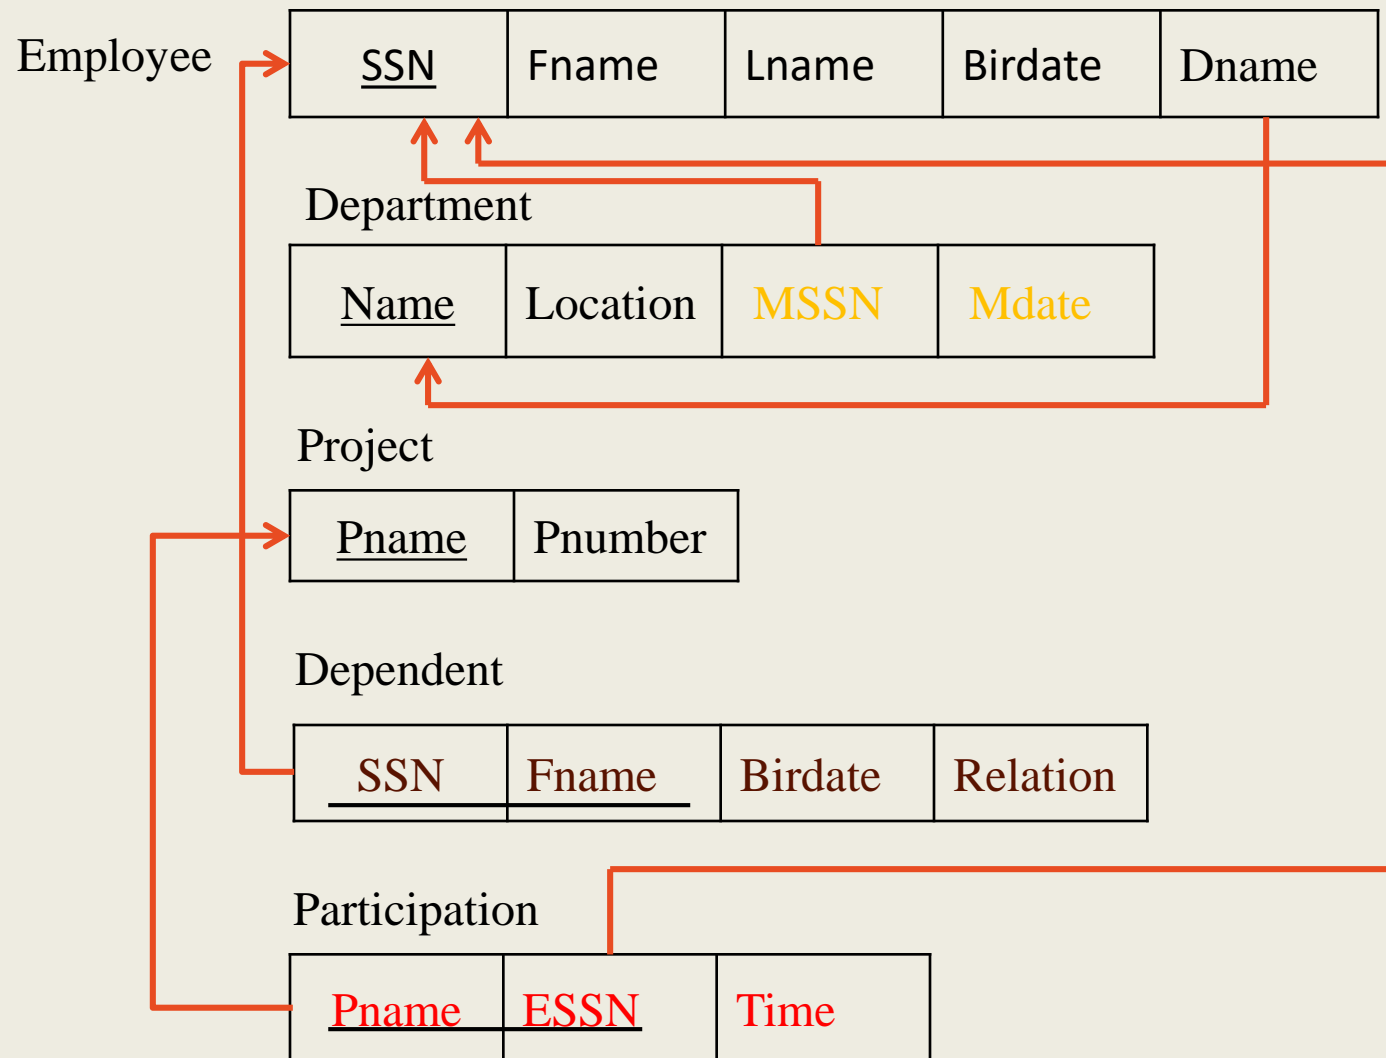 Employee SSN Fname Lname Birdate Dname
Department
Name Location MSSN Mdate
Project
Pname Pnumber
Dependent
SSN Fname Birdate Relation
Participation
Pname ESSN Time